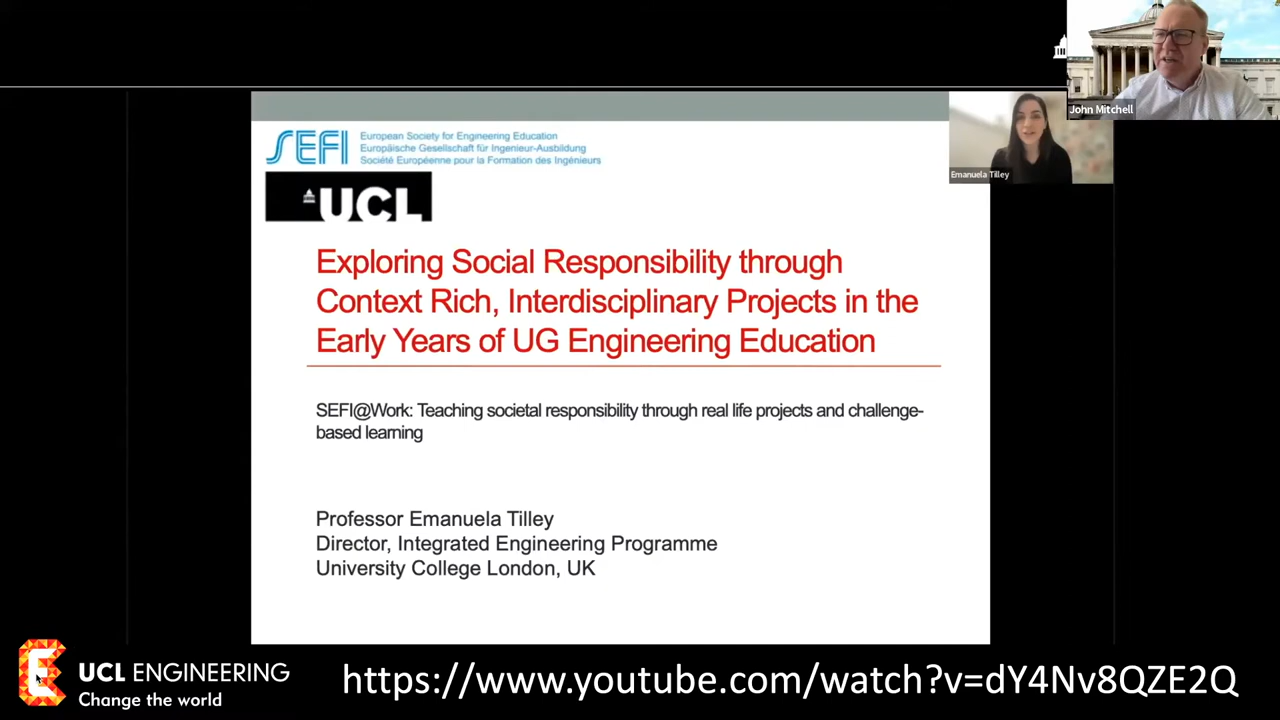 John Mitchell
SEFI
European Society for Engineering Education
Europäische Gesellschaft für Ingenieur-Ausbildung
Société Européenne pour la Formation des Ingénieurs
Emanuela Tilley
UCL
Exploring Social Responsibility through
Context Rich, Interdisciplinary Projects in the
Early Years of UG Engineering Education
SEFI@Work: Teaching societal responsibility through real life projects and challenge-
based learning
Professor Emanuela Tilley
Director, Integrated Engineering Programme
University College London, UK
E
UCL ENGINEERING
Change the world
https://www.youtube.com/watch?v=dY4Nv8QZE2Q